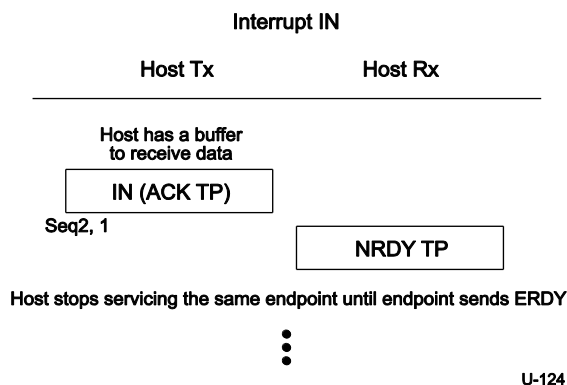 Interrupt IN
Host Tx Host Rx
Host has a buffer
to receive data
IN (ACK TP)
Seq2, 1
NRDY TP
Host stops servicing the same endpoint until endpoint sends ERDY
U-124